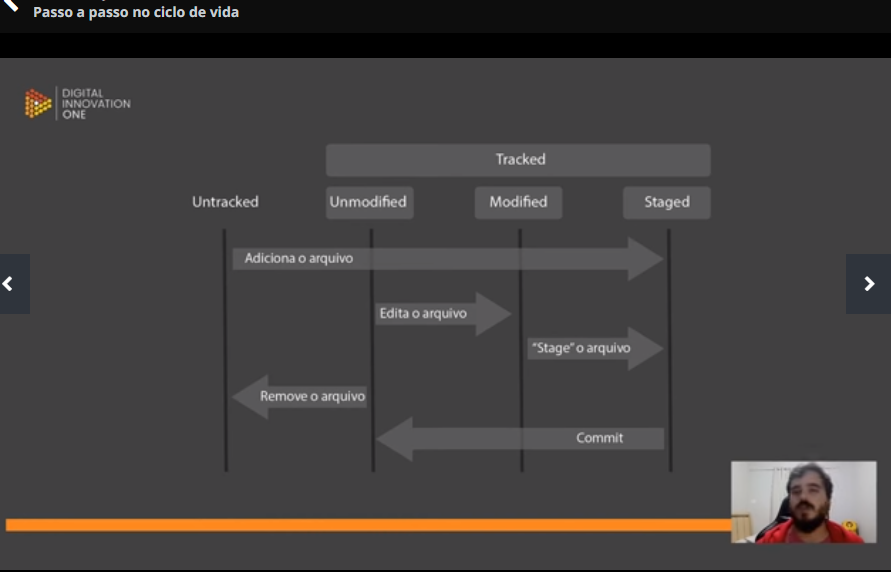 Passo a passo no ciclo de vida
DIGITAL
INNOVATION
ONE
Tracked
Untracked
Unmodified
Modified
Staged
Adiciona o arquivo
Edita o arquivo
“Stage” o arquivo
Remove o arquivo
Commit